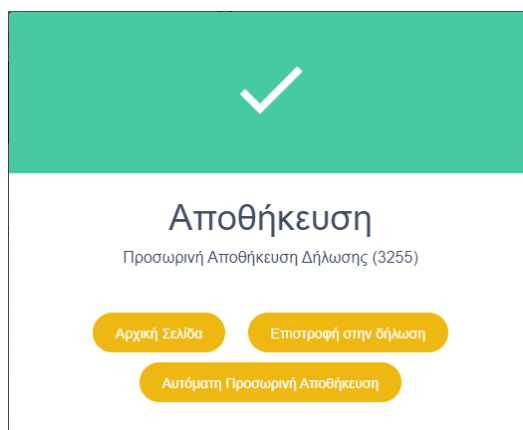 Αποθήκευση
Προσωρινή Αποθήκευση Δήλωσης (3255)
Αρχική Σελίδα
Επιστροφή στην δήλωση
Αυτόματη Προσωρινή Αποθήκευση